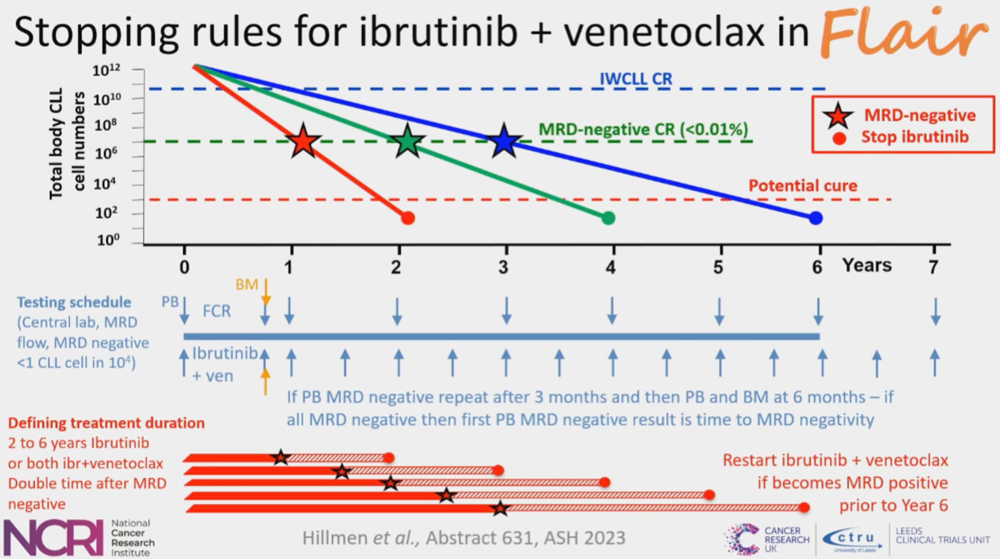 Stopping rules for ibrutinib + venetoclax in Flair
Total body CLL
cell numbers
10¹²
10¹⁰
10⁸
10⁶
10⁴
10²
10⁰
IWCLL CR
MRD-negative CR (<0.01%)
Potential cure
MRD-negative
Stop ibrutinib
0 1 2 3 4 5 6 Years 7
Testing schedule
(Central lab, MRD
flow, MRD negative
<1 CLL cell in 10⁴)
PB
BM
FCR
Ibrutinib
+ ven
If PB MRD negative repeat after 3 months and then PB and BM at 6 months – if
all MRD negative then first PB MRD negative result is time to MRD negativity
Defining treatment duration
2 to 6 years Ibrutinib
or both ibr+venetoclax
Double time after MRD
negative
Restart ibrutinib + venetoclax
if becomes MRD positive
prior to Year 6
NCRI
National
Cancer
Research
Institute
Hillmen et al., Abstract 631, ASH 2023
CANCER
RESEARCH
UK
ctru
University of Leeds
LEEDS
CLINICAL TRIALS UNIT